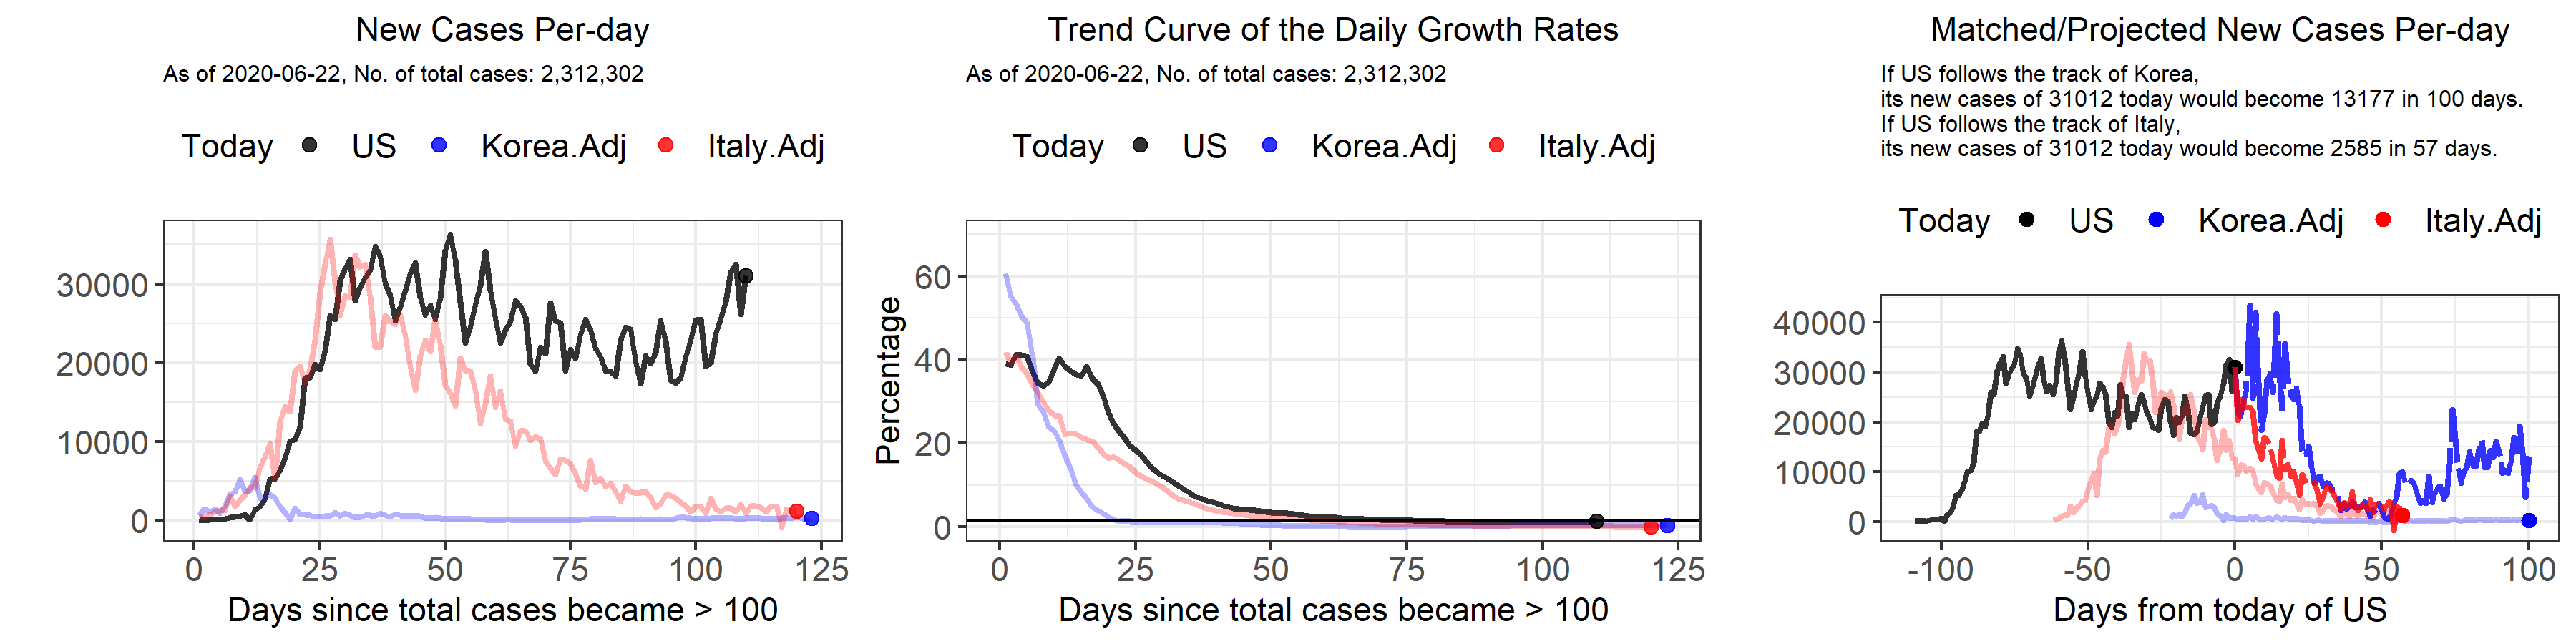 New Cases Per-day
As of 2020-06-22, No. of total cases: 2,312,302
Today US Korea.Adj Italy.Adj
30000
20000
10000
0
0 25 50 75 100 125
Days since total cases became > 100
Trend Curve of the Daily Growth Rates
As of 2020-06-22, No. of total cases: 2,312,302
Today US Korea.Adj Italy.Adj
Percentage
60
40
20
0
0 25 50 75 100 125
Days since total cases became > 100
Matched/Projected New Cases Per-day
If US follows the track of Korea,
its new cases of 31012 today would become 13177 in 100 days.
If US follows the track of Italy,
its new cases of 31012 today would become 2585 in 57 days.
Today US Korea.Adj Italy.Adj
40000
30000
20000
10000
0
-100 -50 0 50 100
Days from today of US